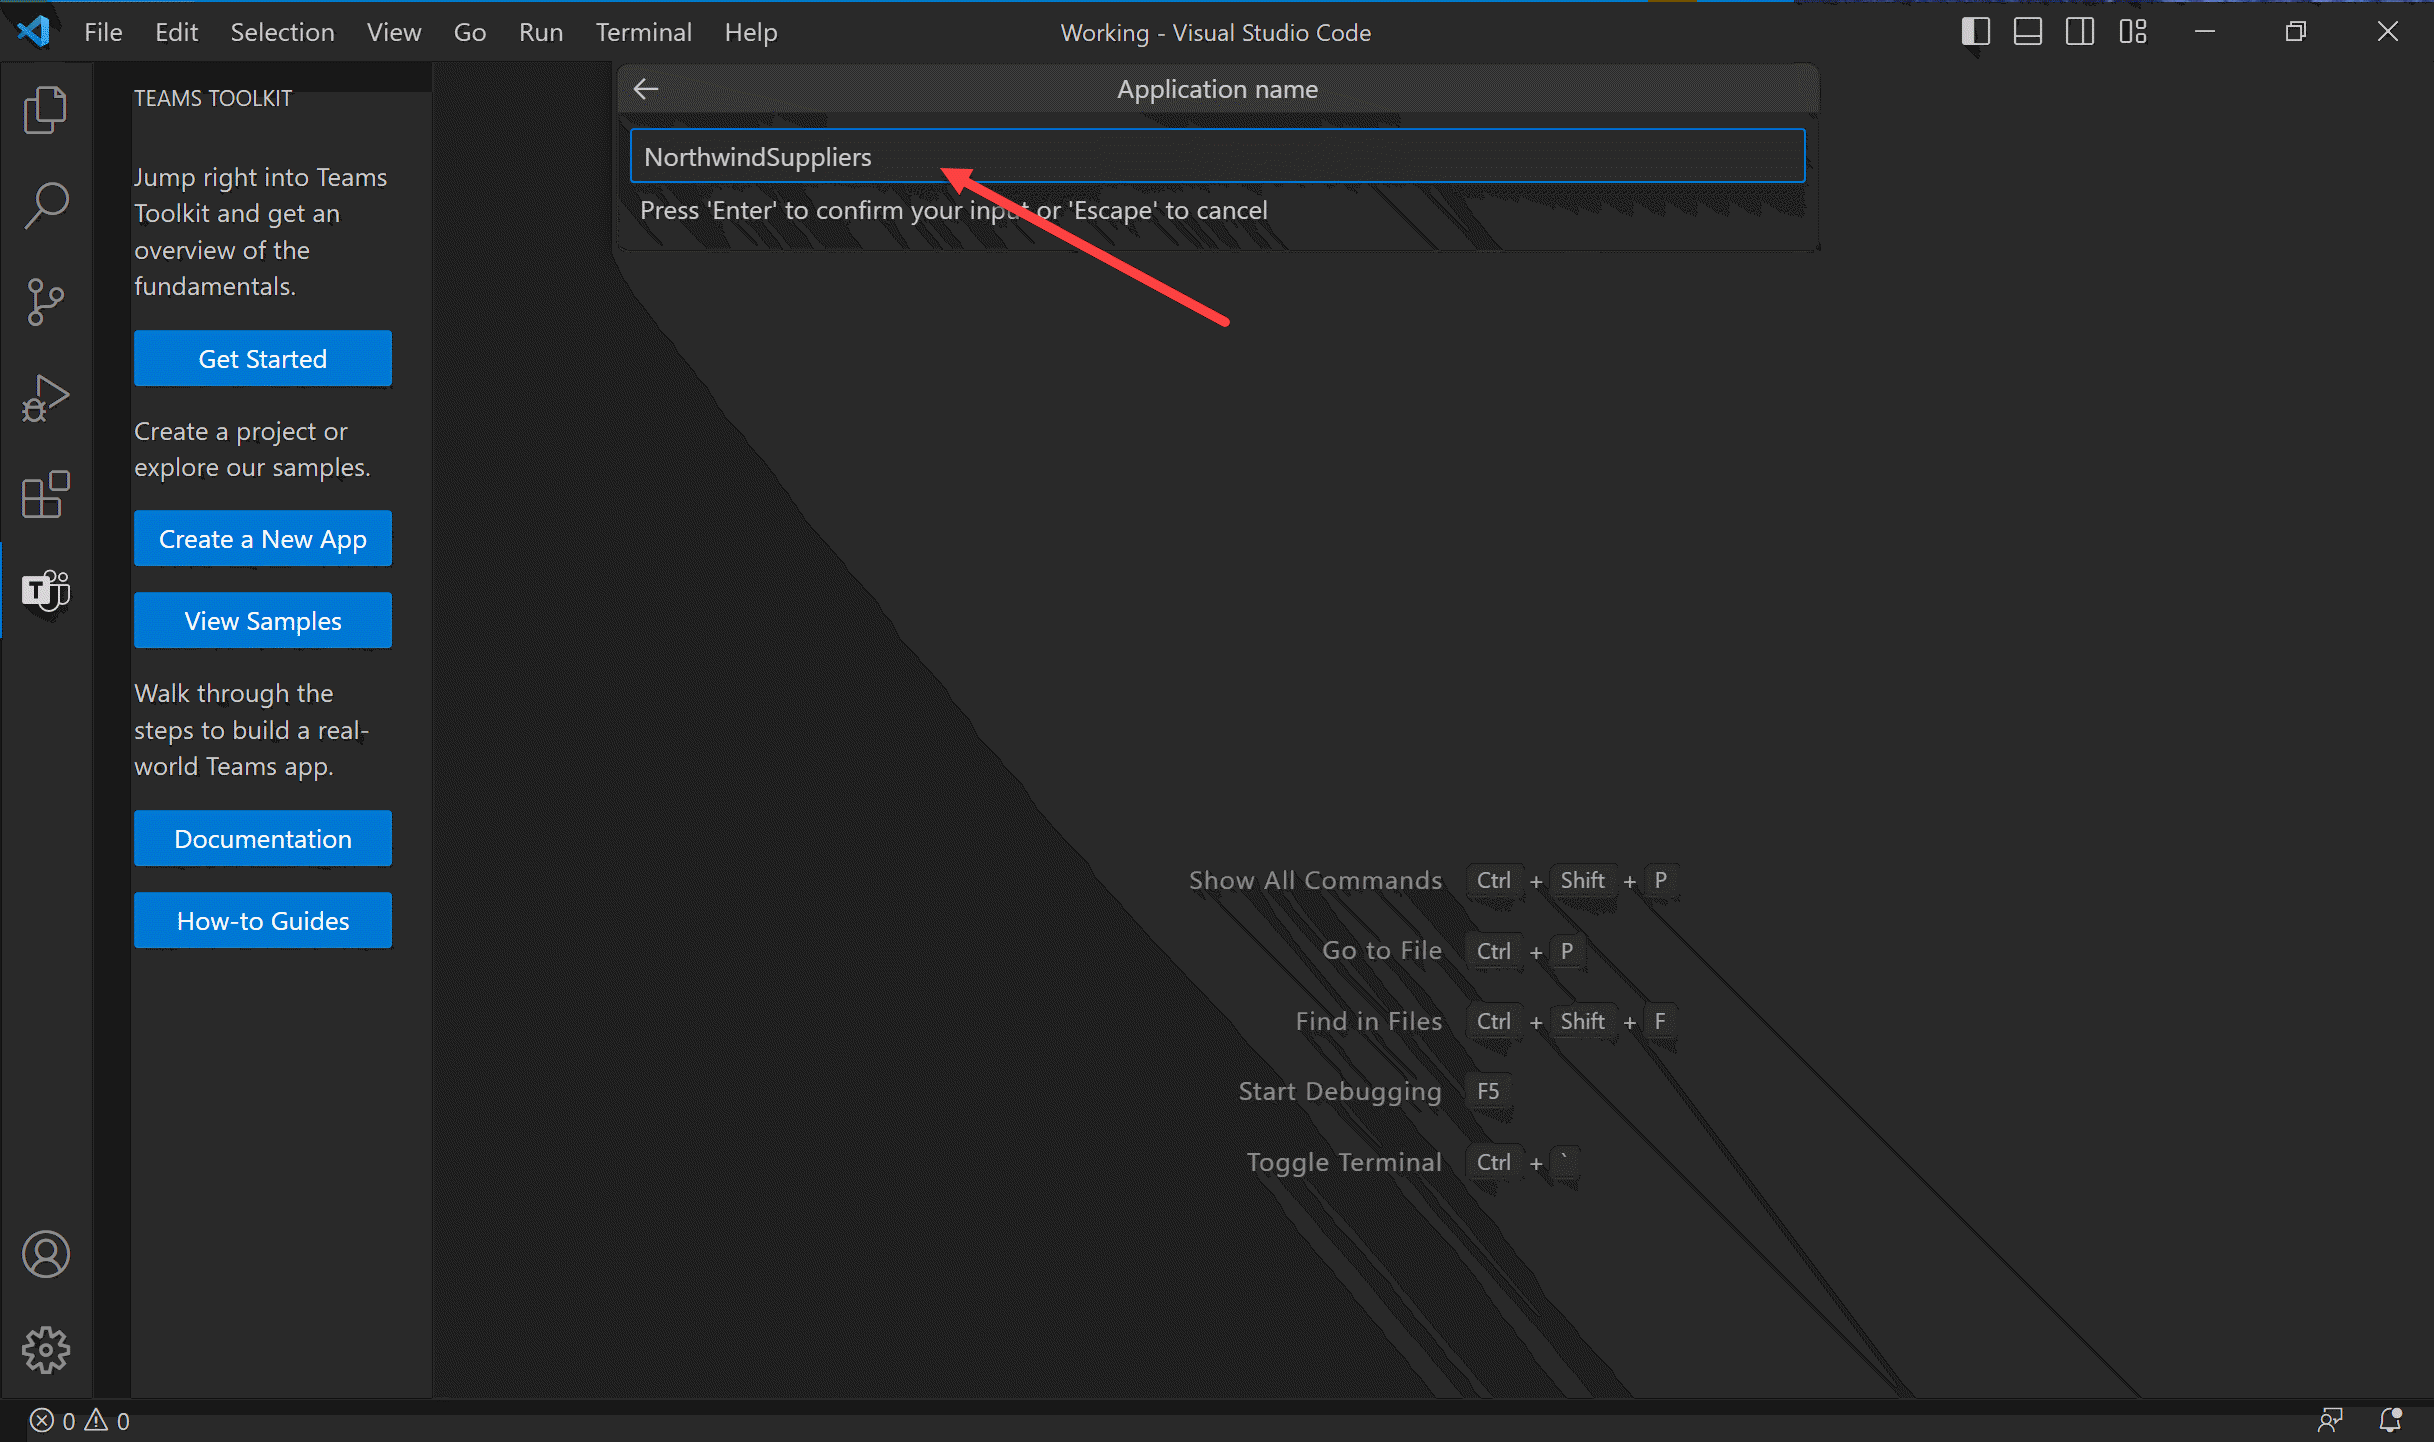 File Edit Selection View Go Run Terminal Help
Working - Visual Studio Code
TEAMS TOOLKIT
Jump right into Teams
Toolkit and get an
overview of the
fundamentals.
Get Started
Create a project or
explore our samples.
Create a New App
View Samples
Walk through the
steps to build a real-
world Teams app.
Documentation
How-to Guides
Application name
NorthwindSuppliers
Press 'Enter' to confirm your input or 'Escape' to cancel
Show All Commands Ctrl + Shift + P
Go to File Ctrl + P
Find in Files Ctrl + Shift + F
Start Debugging F5
Toggle Terminal Ctrl + `
0 0